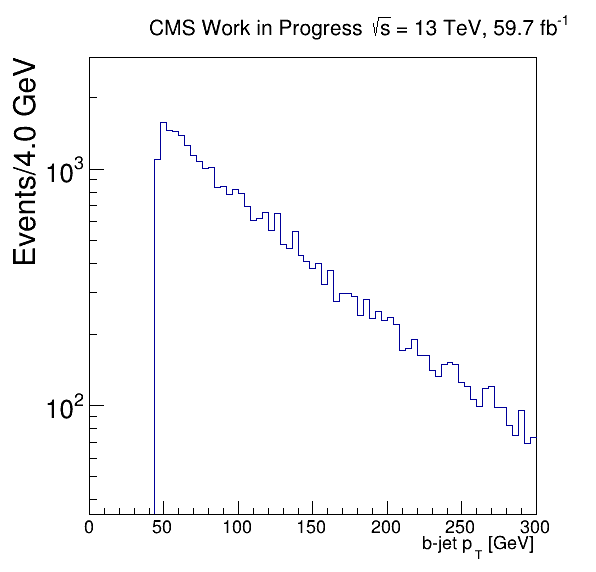 CMS Work in Progress √s = 13 TeV, 59.7 fb⁻¹
Events/4.0 GeV
10³
10²
0 50 100 150 200 250 300
b-jet p_T [GeV]